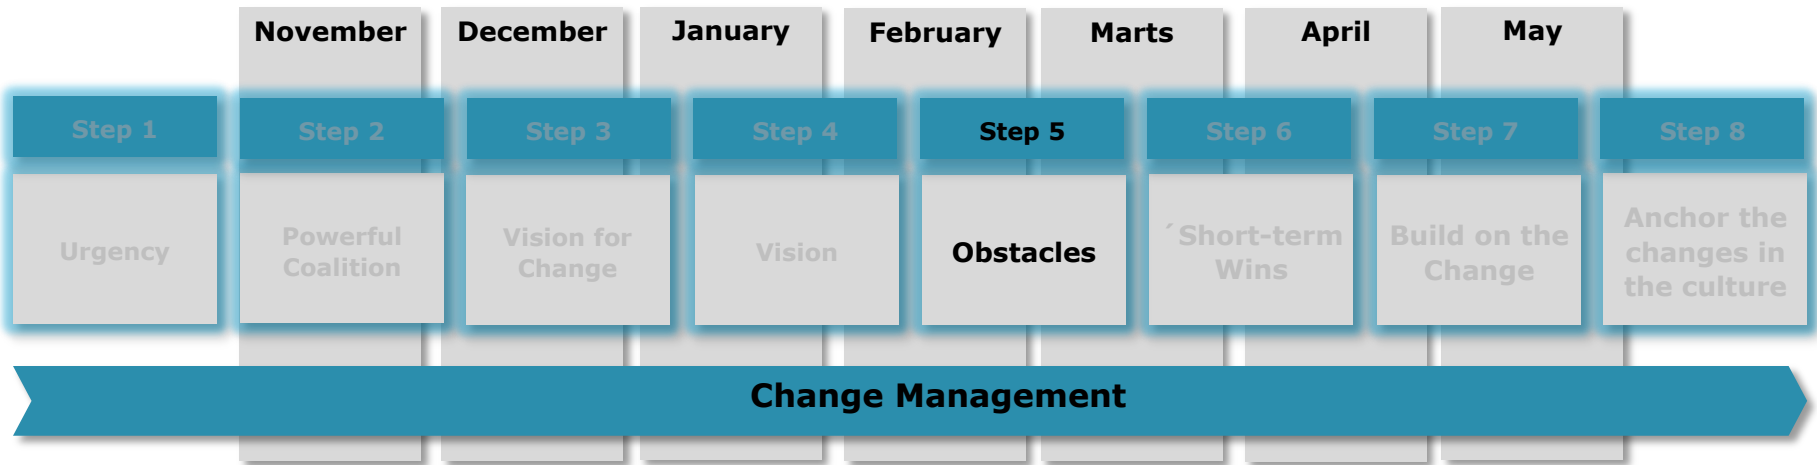 November
December
January
February
Marts
April
May
Step 1
Step 2
Step 3
Step 4
Step 5
Step 6
Step 7
Step 8
Urgency
Powerful
Coalition
Vision for
Change
Vision
Obstacles
´Short-term
Wins
Build on the
Change
Anchor the
changes in
the culture
Change Management